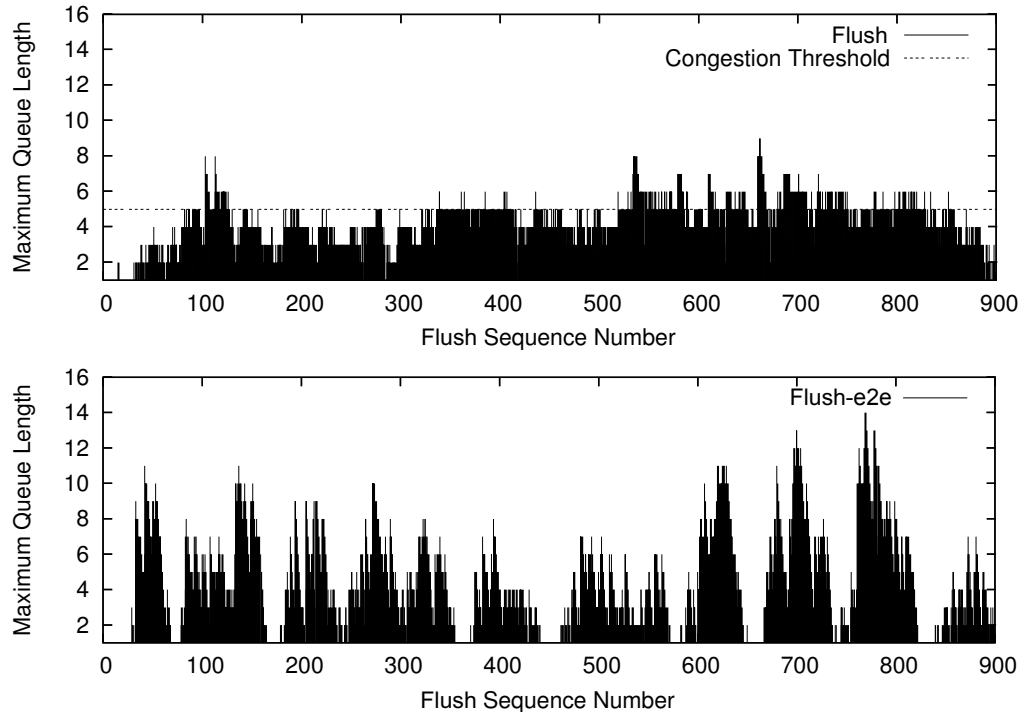 16
14
12
10
8
6
4
2
Maximum Queue Length
Flush
Congestion Threshold
0 100 200 300 400 500 600 700 800 900
Flush Sequence Number
16
14
12
10
8
6
4
2
Maximum Queue Length
Flush-e2e
0 100 200 300 400 500 600 700 800 900
Flush Sequence Number